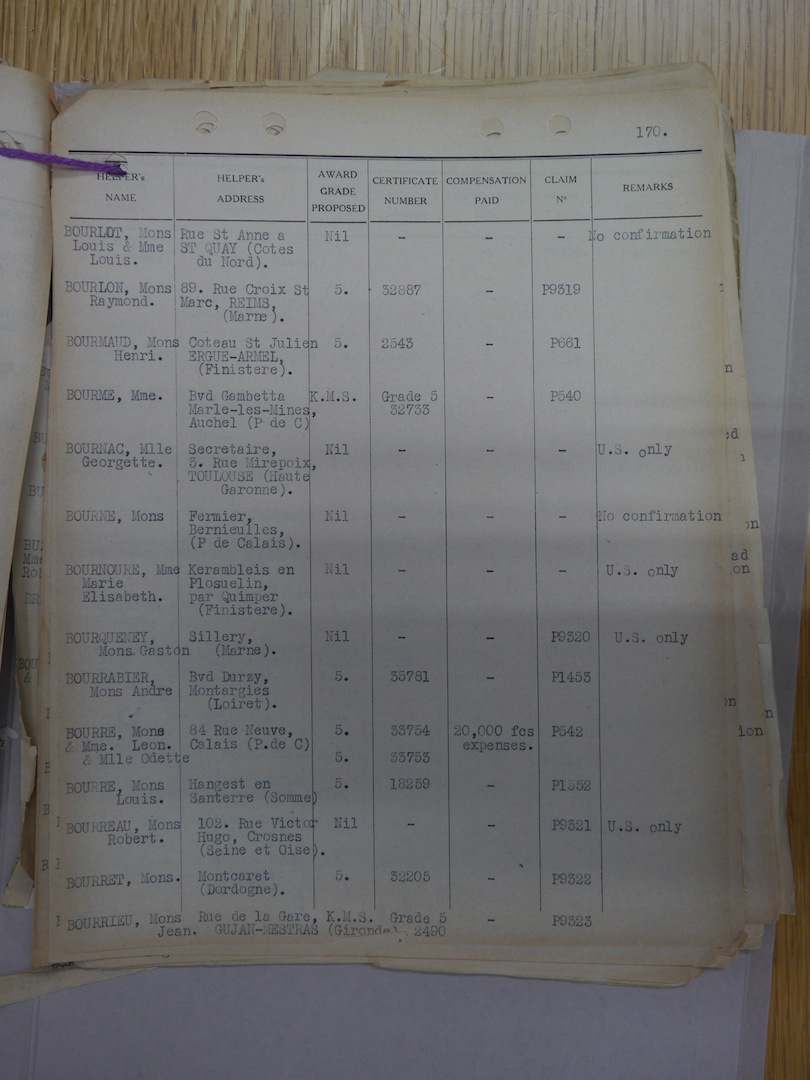 170.
HELPER's NAME | HELPER's ADDRESS | AWARD GRADE PROPOSED | CERTIFICATE NUMBER | COMPENSATION PAID | CLAIM Nº | REMARKS
BOURLOT, Mons Rue St Anne a Nil - - - No confirmation
Louis & Mme ST QUAY (Cotes
Louis. du Nord).
BOURLON, Mons 89. Rue Croix St 5. 32887 - P9319
Raymond. Marc, REIMS,
(Marne).
BOURMAUD, Mons Coteau St Julien 5. 2543 - P661
Henri. ERGUE-ARMEL,
(Finistere).
BOURME, Mme. Bvd Gambetta K.M.S. Grade 5 - P540
Marle-les-Mines, 32733
Auchel (P de C)
BOURNAC, Mlle Secretaire, Nil - - - U.S. only
Georgette. 3. Rue Mirepoix,
TOULOUSE (Haute
Garonne).
BOURNE, Mons Fermier, Nil - - - No confirmation
Bernieulles,
(P de Calais).
BOURNOURE, Mme Kerambleis en Nil - - - U.S. only
Marie Plosuelin,
Elisabeth. par Quimper
(Finistere).
BOURQUENEY, Sillery, Nil - - P9320 U.S. only
Mons Gaston (Marne).
BOURRABIER, Bvd Durzy, 5. 35781 - P1453
Mons Andre Montargies
(Loiret).
BOURRE, Mons 84 Rue Neuve, 5. 33754 20,000 fcs P542
& Mme. Leon. Calais (P.de C) expenses.
& Mlle Odette 5. 33753
BOURRE, Mons Hangest en 5. 18259 - P1552
Louis. Santerre (Somme)
BOURREAU, Mons 102. Rue Victor Nil - - P9321 U.S. only
Robert. Hugo, Crosnes
(Seine et Oise).
BOURRET, Mons. Montcaret 5. 32205 - P9322
(Dordogne).
BOURRIEU, Mons Rue de la Gare, K.M.S. Grade 5 - P9323
Jean. GUJAN-MESTRAS (Gironde) 2490